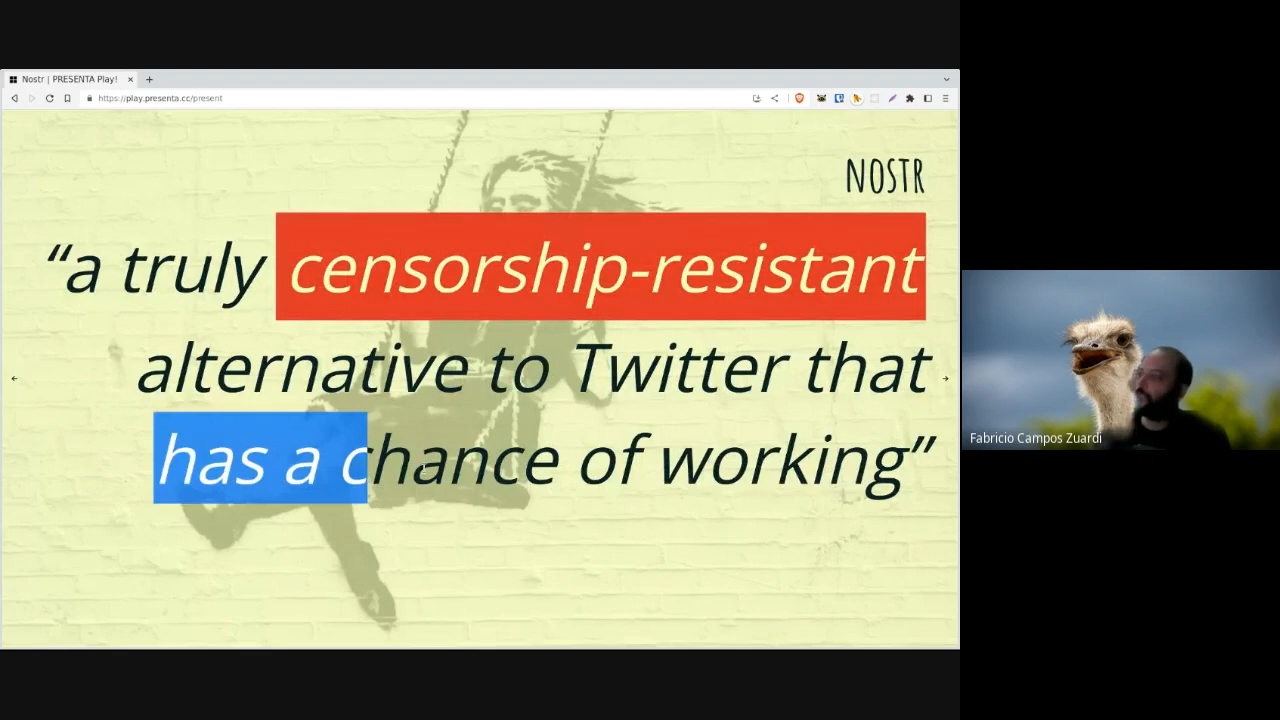 Nostr | PRESENTA Play!
https://play.presenta.cc/present
NOSTR
“a truly censorship-resistant
alternative to Twitter that
has a chance of working”
Fabricio Campos Zuardi